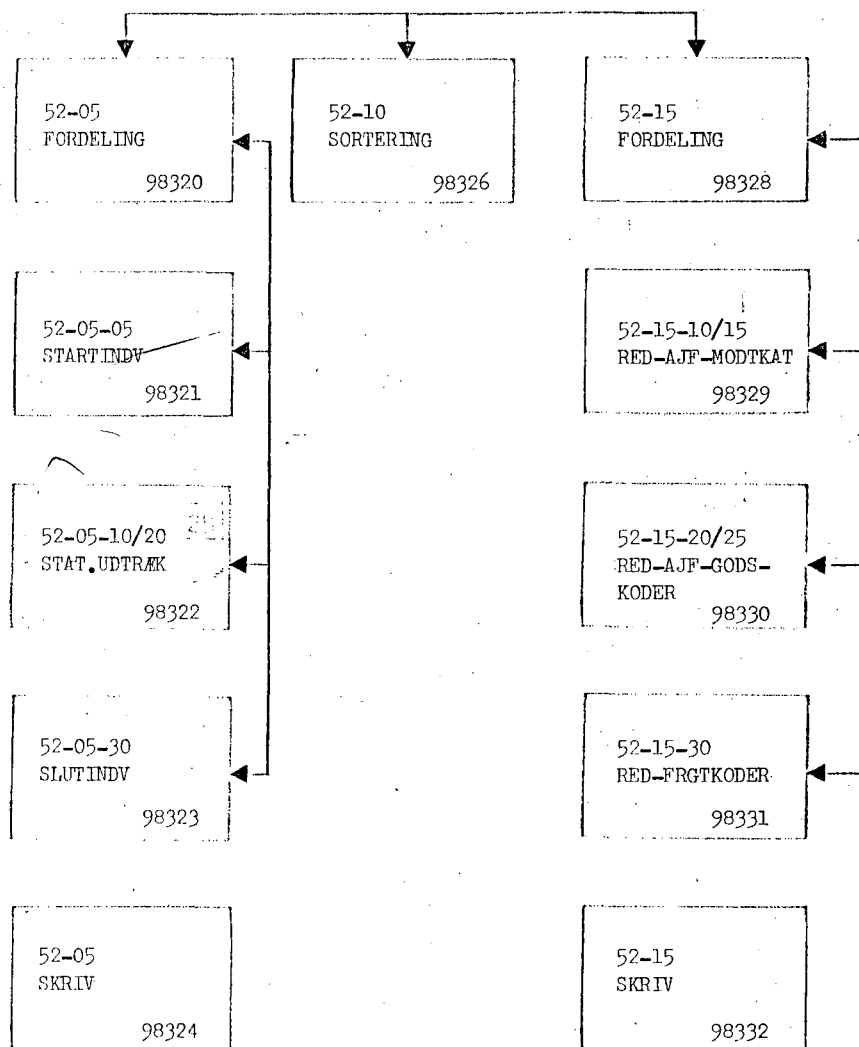 52-05
FORDELING
98320
52-10
SORTERING
98326
52-15
FORDELING
98328
52-05-05
STARTINDV
98321
52-15-10/15
RED-AJF-MODTKAT
98329
52-05-10/20
STAT.UDTRÆK
98322
52-15-20/25
RED-AJF-GODS-
KODER
98330
52-05-30
SLUTINDV
98323
52-15-30
RED-FRGTKODER
98331
52-05
SKRIV
98324
52-15
SKRIV
98332